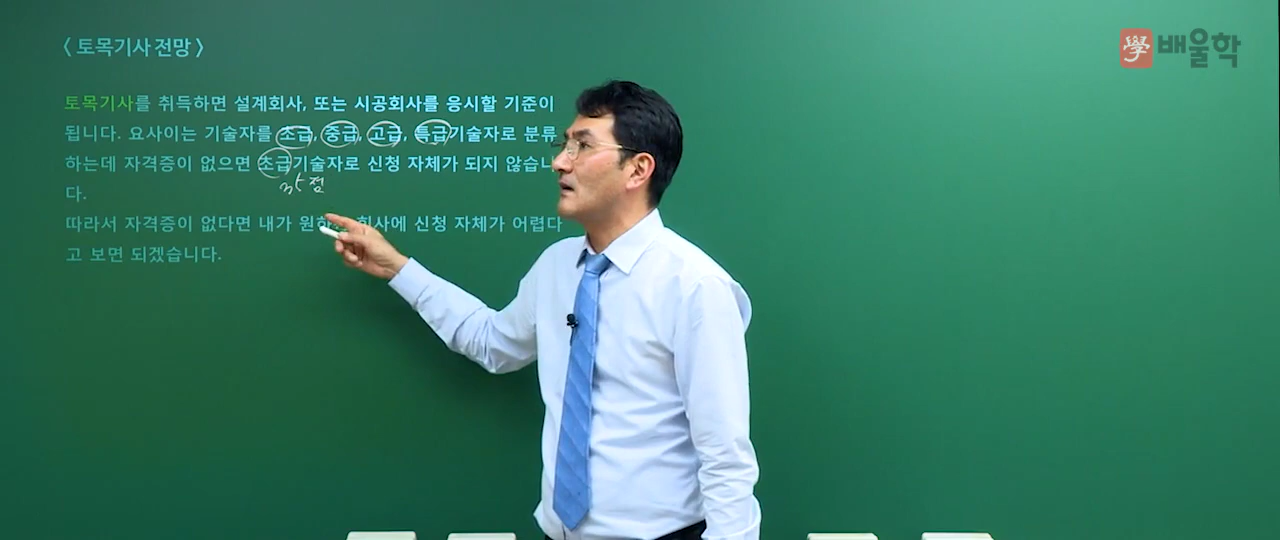 〈 토목기사 전망 〉
學 배울학
토목기사를 취득하면 설계회사, 또는 시공회사를 응시할 기준이
됩니다. 요사이는 기술자를 초급, 중급, 고급, 특급기술자로 분류
하는데 자격증이 없으면 초급기술자로 신청 자체가 되지 않습니
다.
점
따라서 자격증이 없다면 내가 회사에 신청 자체가 어렵다
고 보면 되겠습니다.